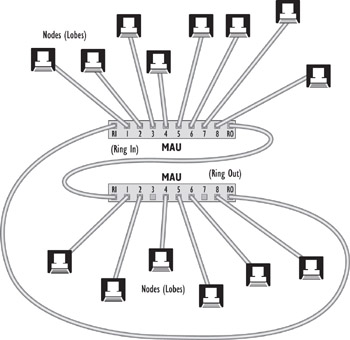 Nodes (Lobes)
RI 1 2 3 4 5 6 7 8 RO
(Ring In)
MAU
MAU
(Ring Out)
RI 1 2 3 4 5 6 7 8 RO
Nodes (Lobes)